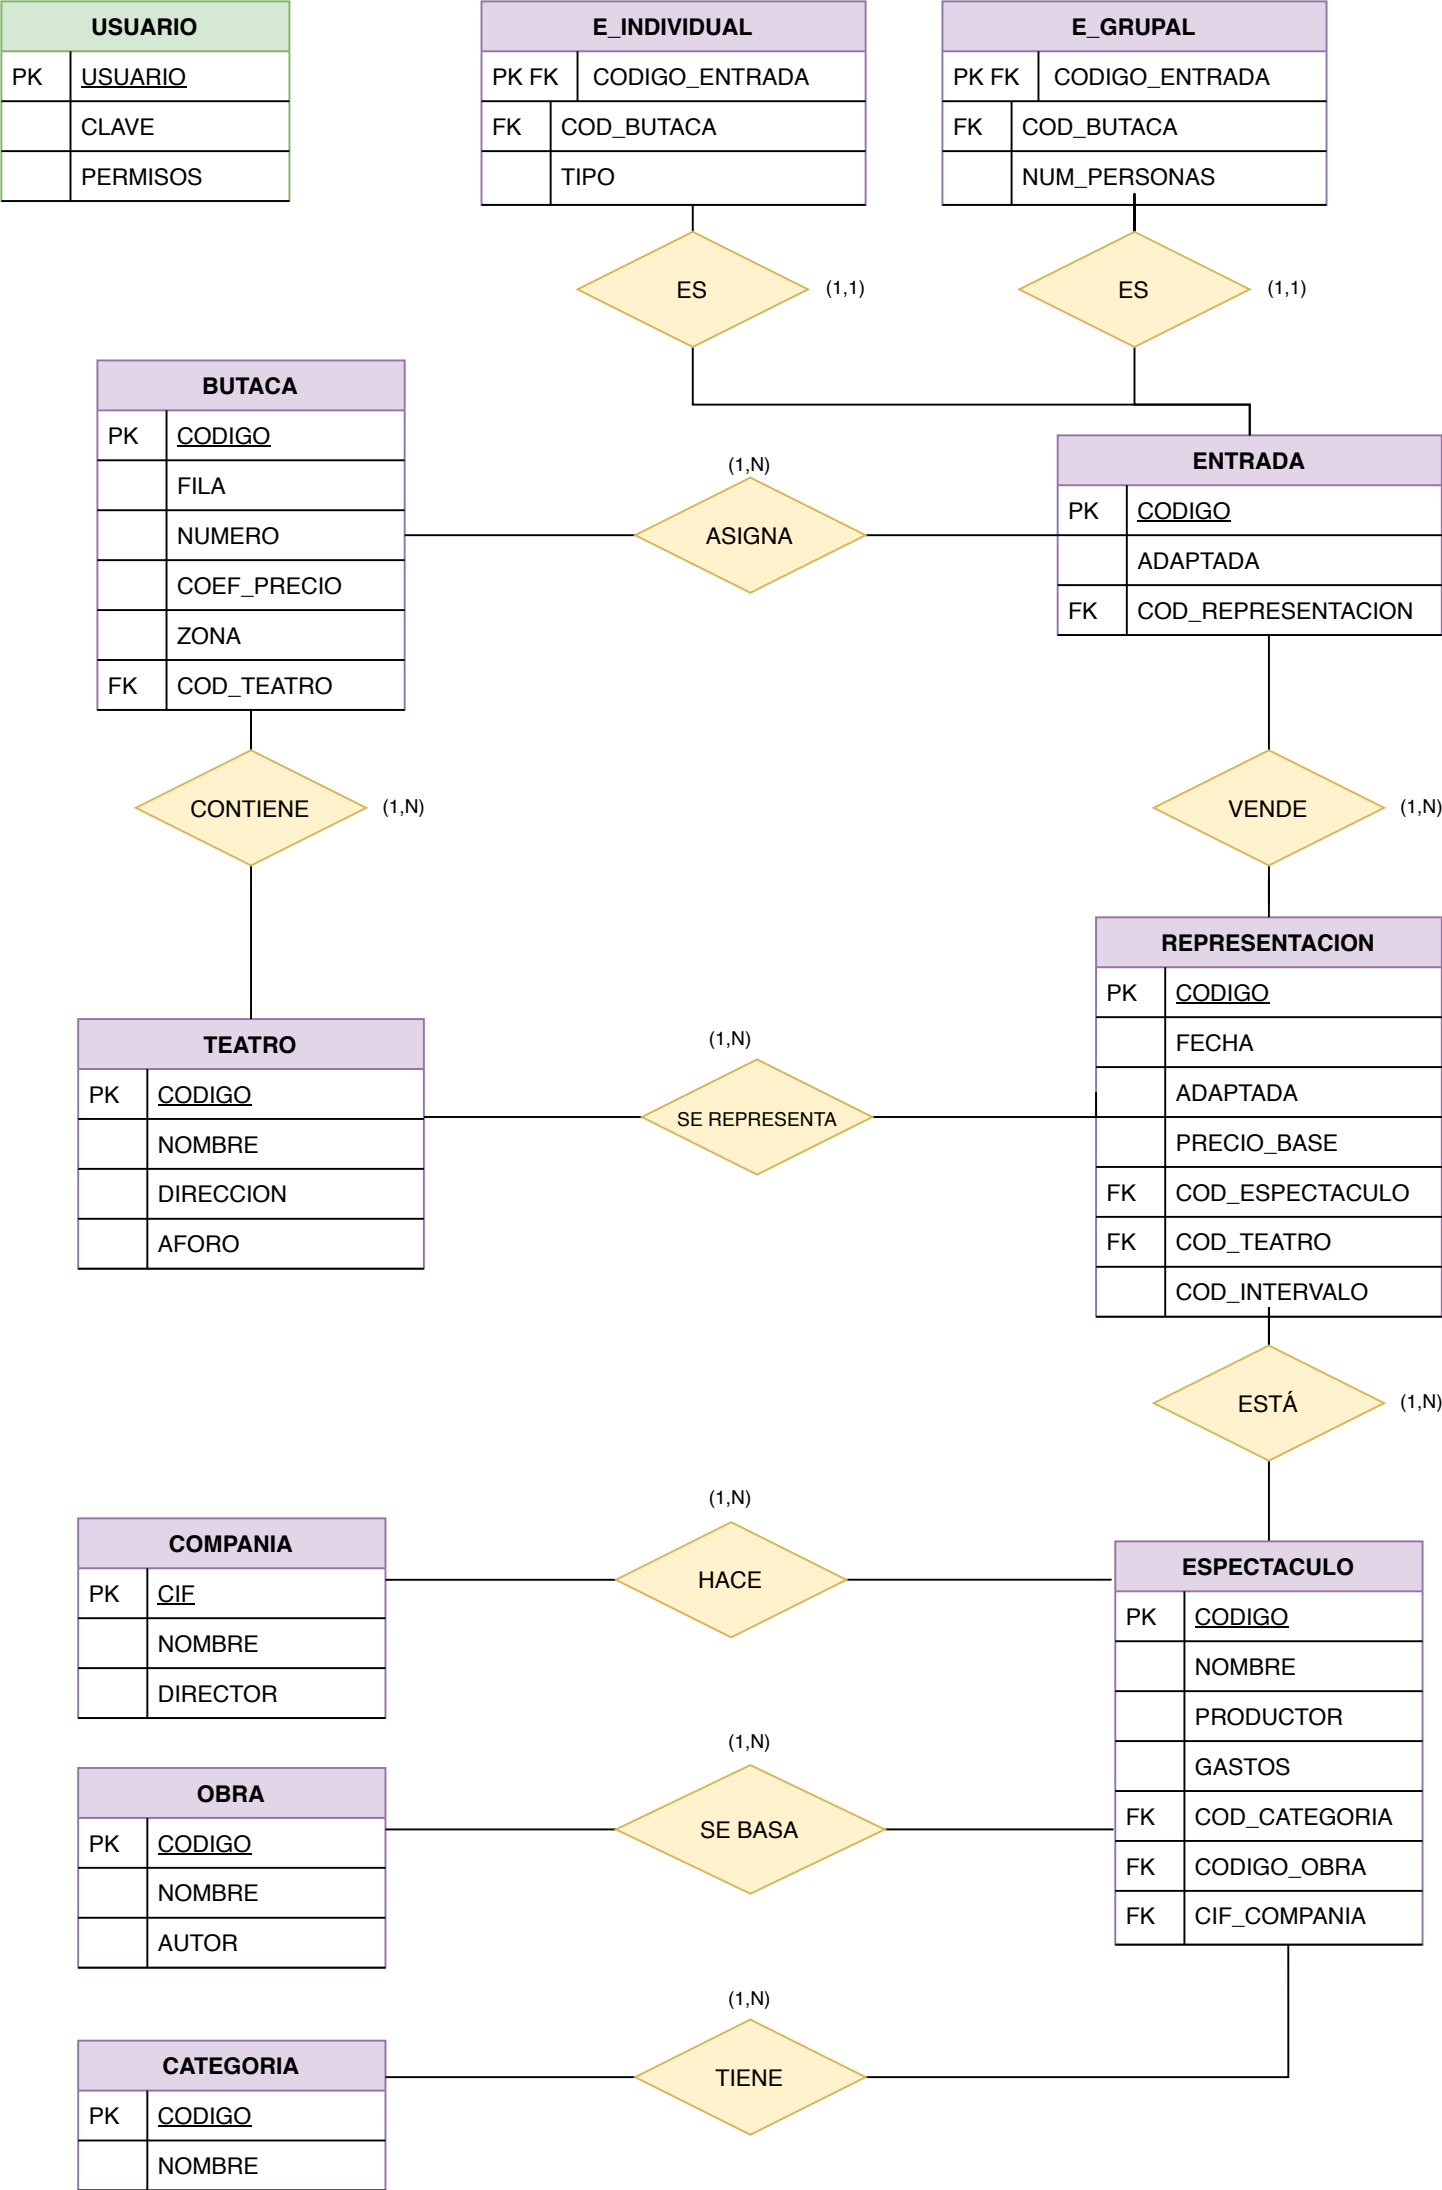 USUARIO
PK USUARIO
CLAVE
PERMISOS
E_INDIVIDUAL
PK FK CODIGO_ENTRADA
FK COD_BUTACA
TIPO
E_GRUPAL
PK FK CODIGO_ENTRADA
FK COD_BUTACA
NUM_PERSONAS
ES
(1,1)
ES
(1,1)
BUTACA
PK CODIGO
FILA
NUMERO
COEF_PRECIO
ZONA
FK COD_TEATRO
(1,N)
ASIGNA
ENTRADA
PK CODIGO
ADAPTADA
FK COD_REPRESENTACION
CONTIENE
(1,N)
VENDE
(1,N)
TEATRO
PK CODIGO
NOMBRE
DIRECCION
AFORO
(1,N)
SE REPRESENTA
REPRESENTACION
PK CODIGO
FECHA
ADAPTADA
PRECIO_BASE
FK COD_ESPECTACULO
FK COD_TEATRO
COD_INTERVALO
ESTÁ
(1,N)
COMPANIA
PK CIF
NOMBRE
DIRECTOR
(1,N)
HACE
ESPECTACULO
PK CODIGO
NOMBRE
PRODUCTOR
GASTOS
FK COD_CATEGORIA
FK CODIGO_OBRA
FK CIF_COMPANIA
OBRA
PK CODIGO
NOMBRE
AUTOR
(1,N)
SE BASA
CATEGORIA
PK CODIGO
NOMBRE
(1,N)
TIENE